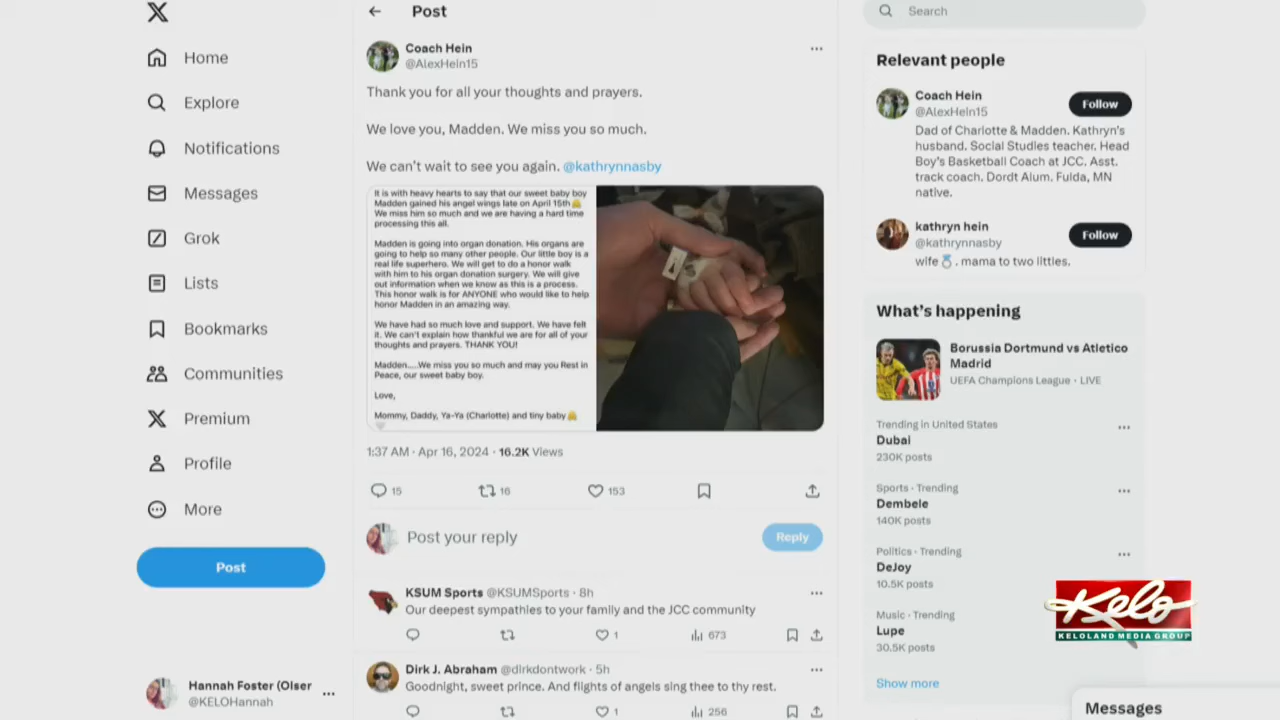 Home
Explore
Notifications
Messages
Grok
Lists
Bookmarks
Communities
Premium
Profile
More
Post
Hannah Foster (Olser
@KELOHannah
Post
Coach Hein
@AlexHein15
Thank you for all your thoughts and prayers.
We love you, Madden. We miss you so much.
We can't wait to see you again. @kathrynnasby
It is with heavy hearts to say that our sweet baby boy
Madden gained his angel wings late on April 15th
We miss him so much and we are having a hard time
processing this all.
Madden is going into organ donation. His organs are
going to help so many other people. Our little boy is a
real life superhero. We will get to do a honor walk
with him to his organ donation surgery. We will give
out information when we know as this is a process.
This honor walk is for ANYONE who would like to help
honor Madden in an amazing way.
We have had so much love and support. We have felt
it. We can't explain how thankful we are for all of your
thoughts and prayers. THANK YOU!
Madden.....We miss you so much and may you Rest in
Peace, our sweet baby boy.
Love,
Mommy, Daddy, Ya-Ya (Charlotte) and tiny baby
1:37 AM · Apr 16, 2024 · 16.2K Views
15 16 153
Post your reply
Reply
KSUM Sports @KSUMSports · 8h
Our deepest sympathies to your family and the JCC community
1 673
Dirk J. Abraham @dirkdontwork · 5h
Goodnight, sweet prince. And flights of angels sing thee to thy rest.
1 256
Search
Relevant people
Coach Hein
@AlexHein15
Follow
Dad of Charlotte & Madden. Kathryn's
husband. Social Studies teacher. Head
Boy's Basketball Coach at JCC. Asst.
track coach. Dordt Alum. Fulda, MN
native.
kathryn hein
@kathrynnasby
Follow
wife 💍. mama to two littles.
What's happening
Borussia Dortmund vs Atletico
Madrid
UEFA Champions League · LIVE
Trending in United States
Dubai
230K posts
Sports · Trending
Dembele
140K posts
Politics · Trending
DeJoy
10.5K posts
Music · Trending
Lupe
30.5K posts
Show more
Kelo
KELOLAND MEDIA GROUP
Messages